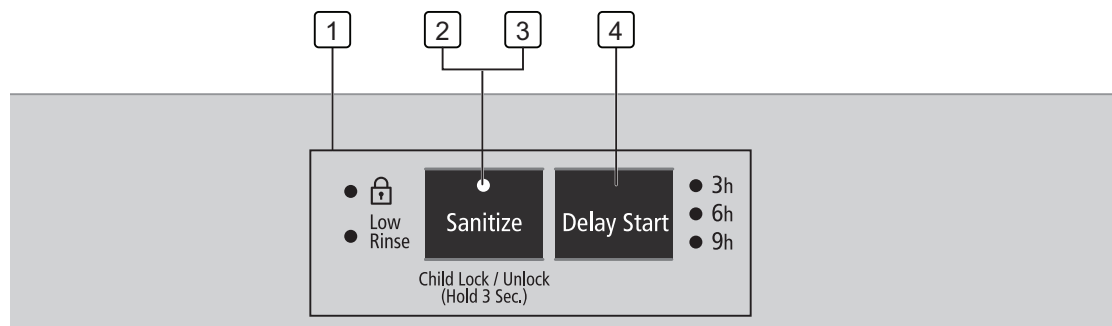 1 2 3 4
Low
Rinse
Sanitize
Child Lock / Unlock
(Hold 3 Sec.)
Delay Start
3h
6h
9h